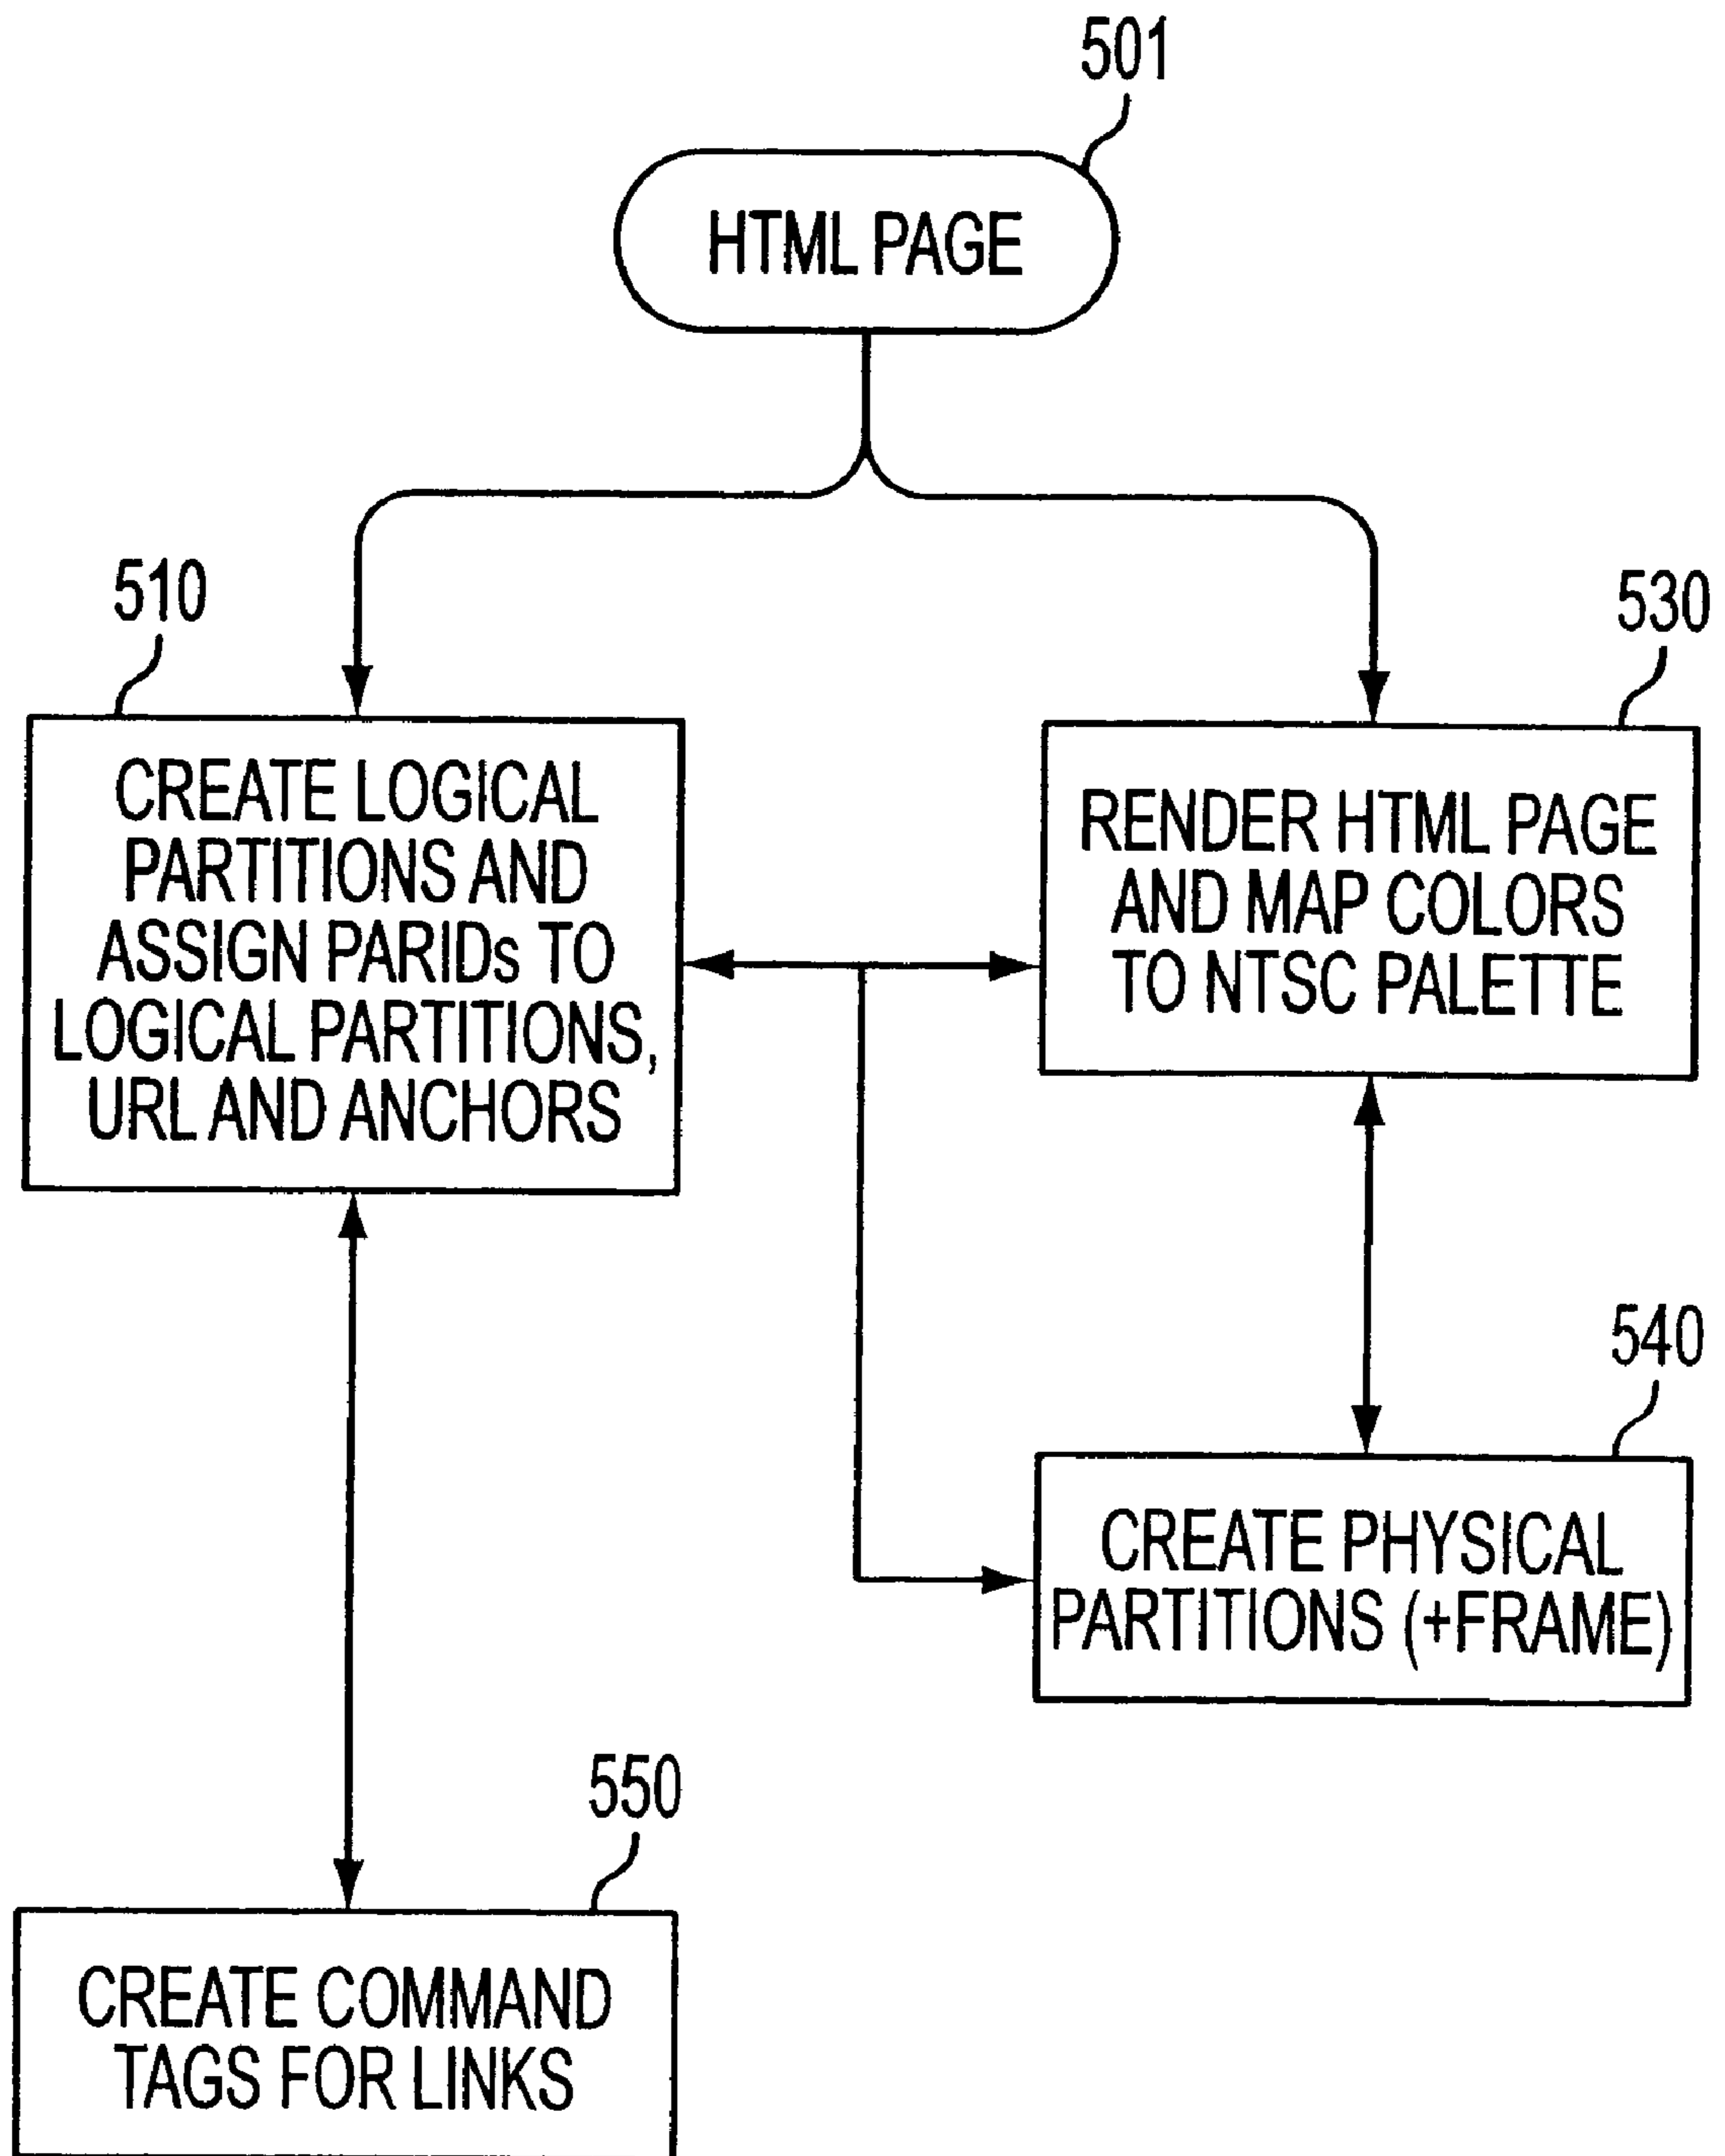 501
HTML PAGE
510
CREATE LOGICAL
PARTITIONS AND
ASSIGN PARIDs TO
LOGICAL PARTITIONS,
URL AND ANCHORS
530
RENDER HTML PAGE
AND MAP COLORS
TO NTSC PALETTE
540
CREATE PHYSICAL
PARTITIONS (+FRAME)
550
CREATE COMMAND
TAGS FOR LINKS